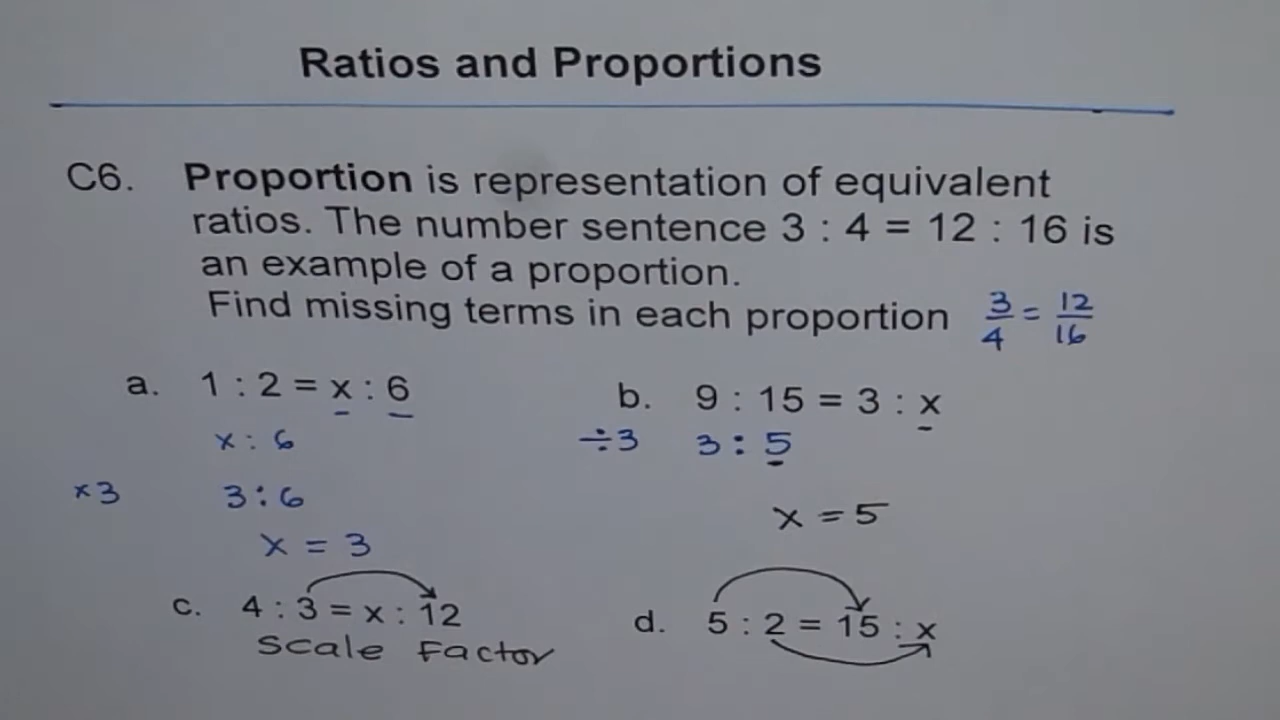 Ratios and Proportions
C6. Proportion is representation of equivalent
ratios. The number sentence 3 : 4 = 12 : 16 is
an example of a proportion.
Find missing terms in each proportion 3/4 = 12/16
a. 1 : 2 = x : 6
x : 6
×3 3 : 6
x = 3
b. 9 : 15 = 3 : x
÷3 3 : 5
x = 5
c. 4 : 3 = x : 12
Scale Factor
d. 5 : 2 = 15 : x